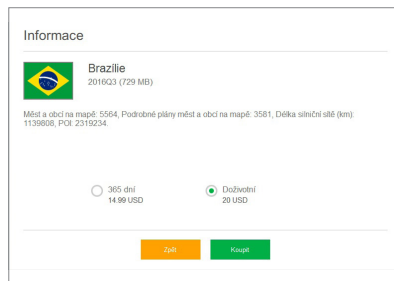 Informace
Brazílie
2016Q3 (729 MB)
Měst a obcí na mapě: 5564, Podrobné plány měst a obcí na mapě: 3581, Délka silniční sítě (km):
1139808, POI: 2319234.
365 dní
14.99 USD
Doživotní
20 USD
Zpět
Koupit